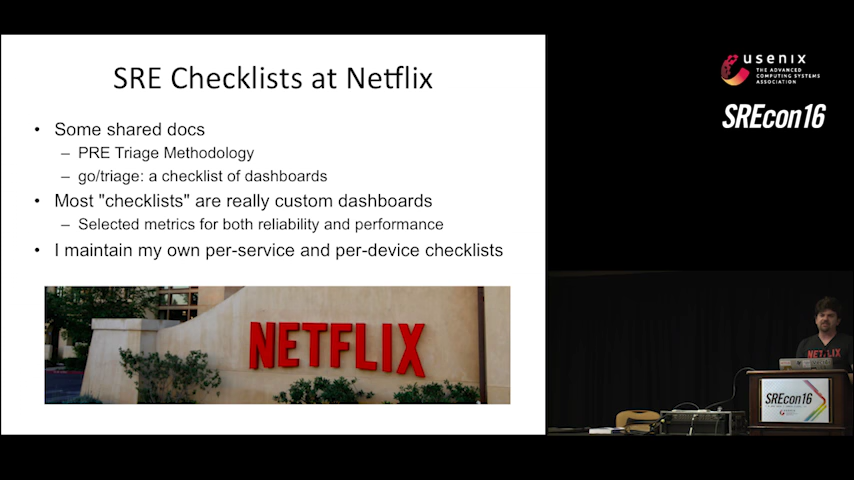 SRE Checklists at Netflix
• Some shared docs
– PRE Triage Methodology
– go/triage: a checklist of dashboards
• Most "checklists" are really custom dashboards
– Selected metrics for both reliability and performance
• I maintain my own per-service and per-device checklists
NETFLIX
usenix
THE ADVANCED
COMPUTING SYSTEMS
ASSOCIATION
SREcon16
NETFLIX
SREcon16